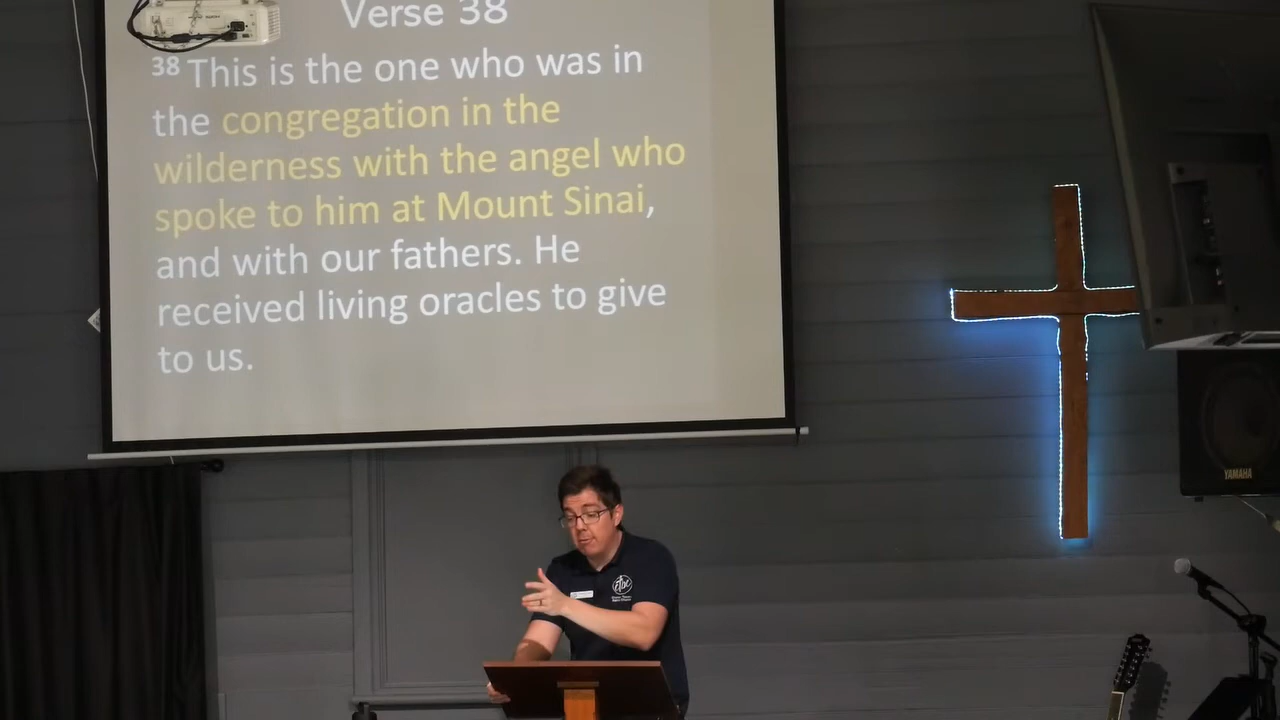 Verse 38
38 This is the one who was in
the congregation in the
wilderness with the angel who
spoke to him at Mount Sinai,
and with our fathers. He
received living oracles to give
to us.
YAMAHA